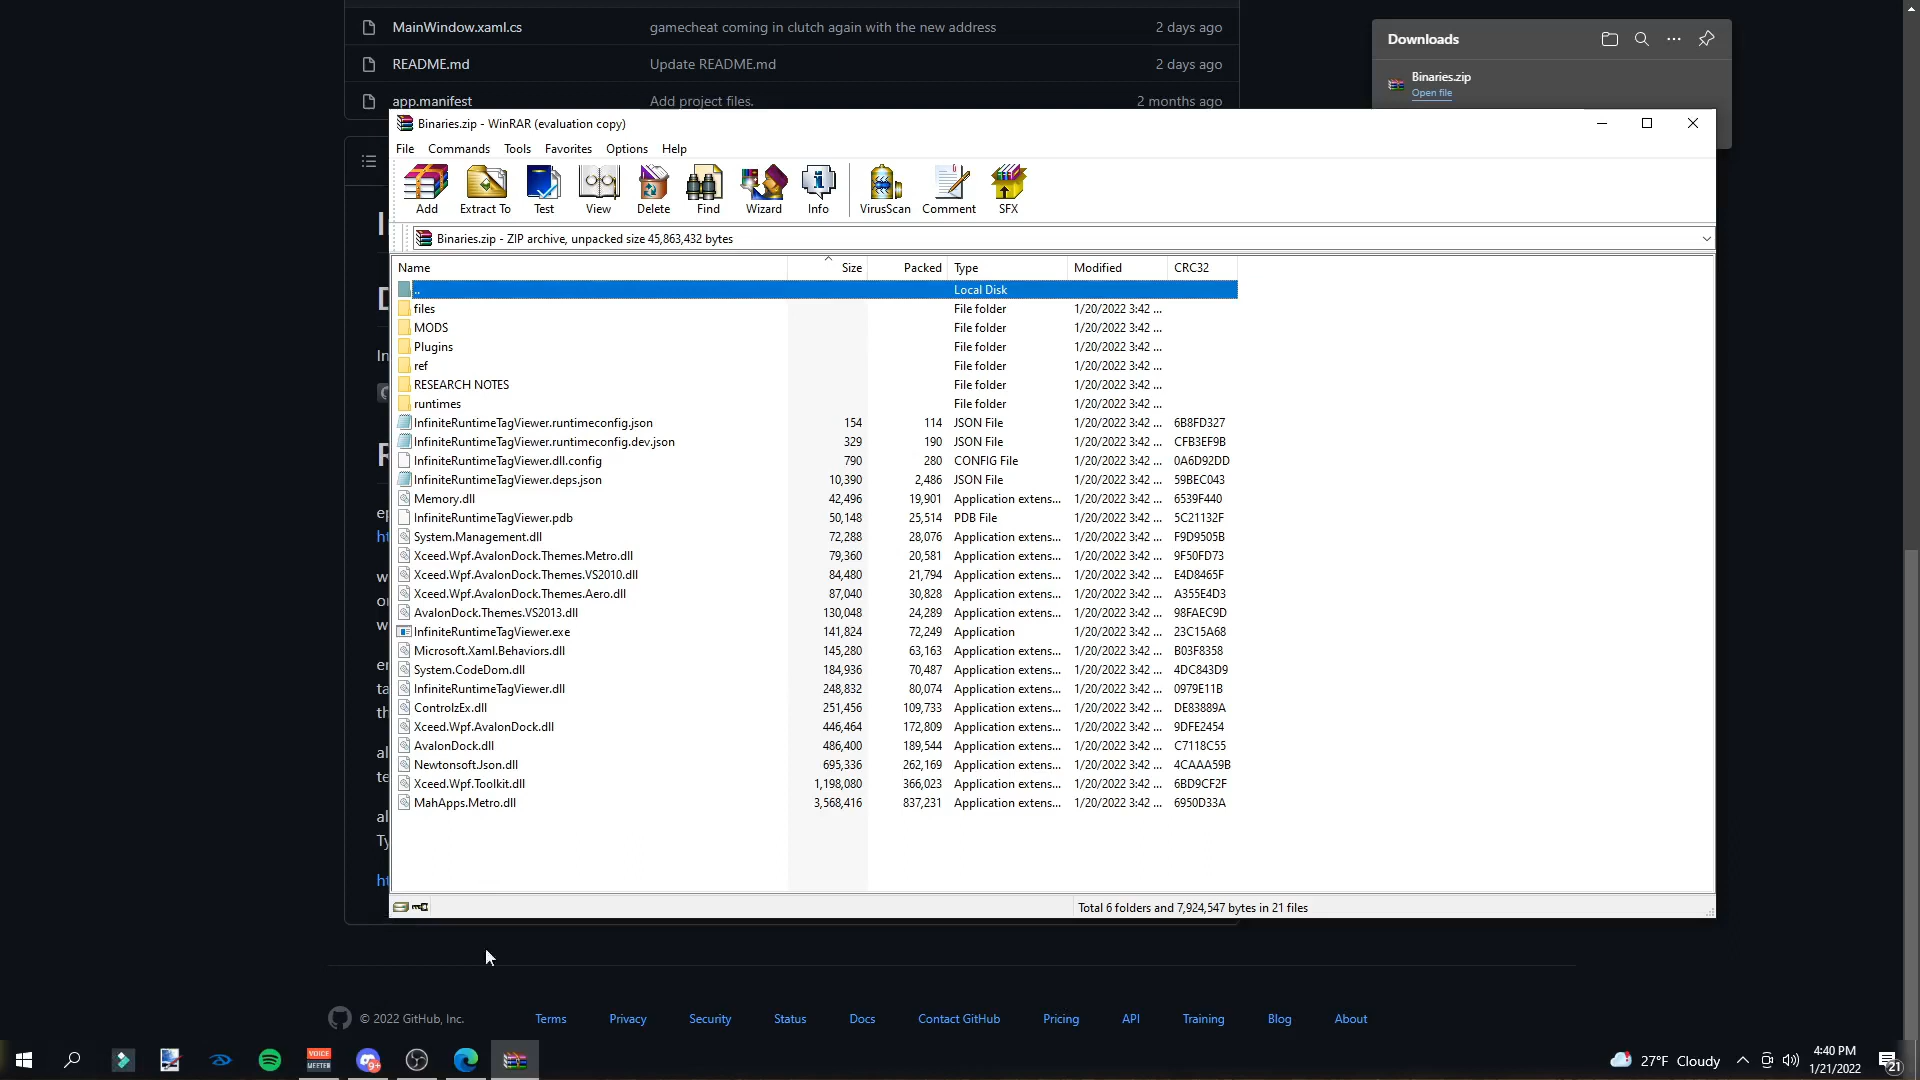 MainWindow.xaml.cs gamecheat coming in clutch again with the new address 2 days ago
README.md Update README.md 2 days ago
app.manifest Add project files. 2 months ago
Downloads
Binaries.zip
Open file
Binaries.zip - WinRAR (evaluation copy)
File Commands Tools Favorites Options Help
Add Extract To Test View Delete Find Wizard Info VirusScan Comment SFX
Binaries.zip - ZIP archive, unpacked size 45,863,432 bytes
Name Size Packed Type Modified CRC32
.. Local Disk
files File folder 1/20/2022 3:42 ...
MODS File folder 1/20/2022 3:42 ...
Plugins File folder 1/20/2022 3:42 ...
ref File folder 1/20/2022 3:42 ...
RESEARCH NOTES File folder 1/20/2022 3:42 ...
runtimes File folder 1/20/2022 3:42 ...
InfiniteRuntimeTagViewer.runtimeconfig.json 154 114 JSON File 1/20/2022 3:42 ... 6B8FD327
InfiniteRuntimeTagViewer.runtimeconfig.dev.json 329 190 JSON File 1/20/2022 3:42 ... CFB3EF9B
InfiniteRuntimeTagViewer.dll.config 790 280 CONFIG File 1/20/2022 3:42 ... 0A6D92DD
InfiniteRuntimeTagViewer.deps.json 10,390 2,486 JSON File 1/20/2022 3:42 ... 59BEC043
Memory.dll 42,496 19,901 Application extens... 1/20/2022 3:42 ... 6539F440
InfiniteRuntimeTagViewer.pdb 50,148 25,514 PDB File 1/20/2022 3:42 ... 5C21132F
System.Management.dll 72,288 28,076 Application extens... 1/20/2022 3:42 ... F9D9505B
Xceed.Wpf.AvalonDock.Themes.Metro.dll 79,360 20,581 Application extens... 1/20/2022 3:42 ... 9F50FD73
Xceed.Wpf.AvalonDock.Themes.VS2010.dll 84,480 21,794 Application extens... 1/20/2022 3:42 ... E4D8465F
Xceed.Wpf.AvalonDock.Themes.Aero.dll 87,040 30,828 Application extens... 1/20/2022 3:42 ... A355E4D3
AvalonDock.Themes.VS2013.dll 130,048 24,289 Application extens... 1/20/2022 3:42 ... 98FAEC9D
InfiniteRuntimeTagViewer.exe 141,824 72,249 Application 1/20/2022 3:42 ... 23C15A68
Microsoft.Xaml.Behaviors.dll 145,280 63,163 Application extens... 1/20/2022 3:42 ... B03F8358
System.CodeDom.dll 184,936 70,487 Application extens... 1/20/2022 3:42 ... 4DC843D9
InfiniteRuntimeTagViewer.dll 248,832 80,074 Application extens... 1/20/2022 3:42 ... 0979E11B
ControlzEx.dll 251,456 109,733 Application extens... 1/20/2022 3:42 ... DE83889A
Xceed.Wpf.AvalonDock.dll 446,464 172,809 Application extens... 1/20/2022 3:42 ... 9DFE2454
AvalonDock.dll 486,400 189,544 Application extens... 1/20/2022 3:42 ... C7118C55
Newtonsoft.Json.dll 695,336 262,169 Application extens... 1/20/2022 3:42 ... 4CAAA59B
Xceed.Wpf.Toolkit.dll 1,198,080 366,023 Application extens... 1/20/2022 3:42 ... 6BD9CF2F
MahApps.Metro.dll 3,568,416 837,231 Application extens... 1/20/2022 3:42 ... 6950D33A
Total 6 folders and 7,924,547 bytes in 21 files
© 2022 GitHub, Inc. Terms Privacy Security Status Docs Contact GitHub Pricing API Training Blog About
VOICE MEETER 9+ 27°F Cloudy 4:40 PM
1/21/2022 21